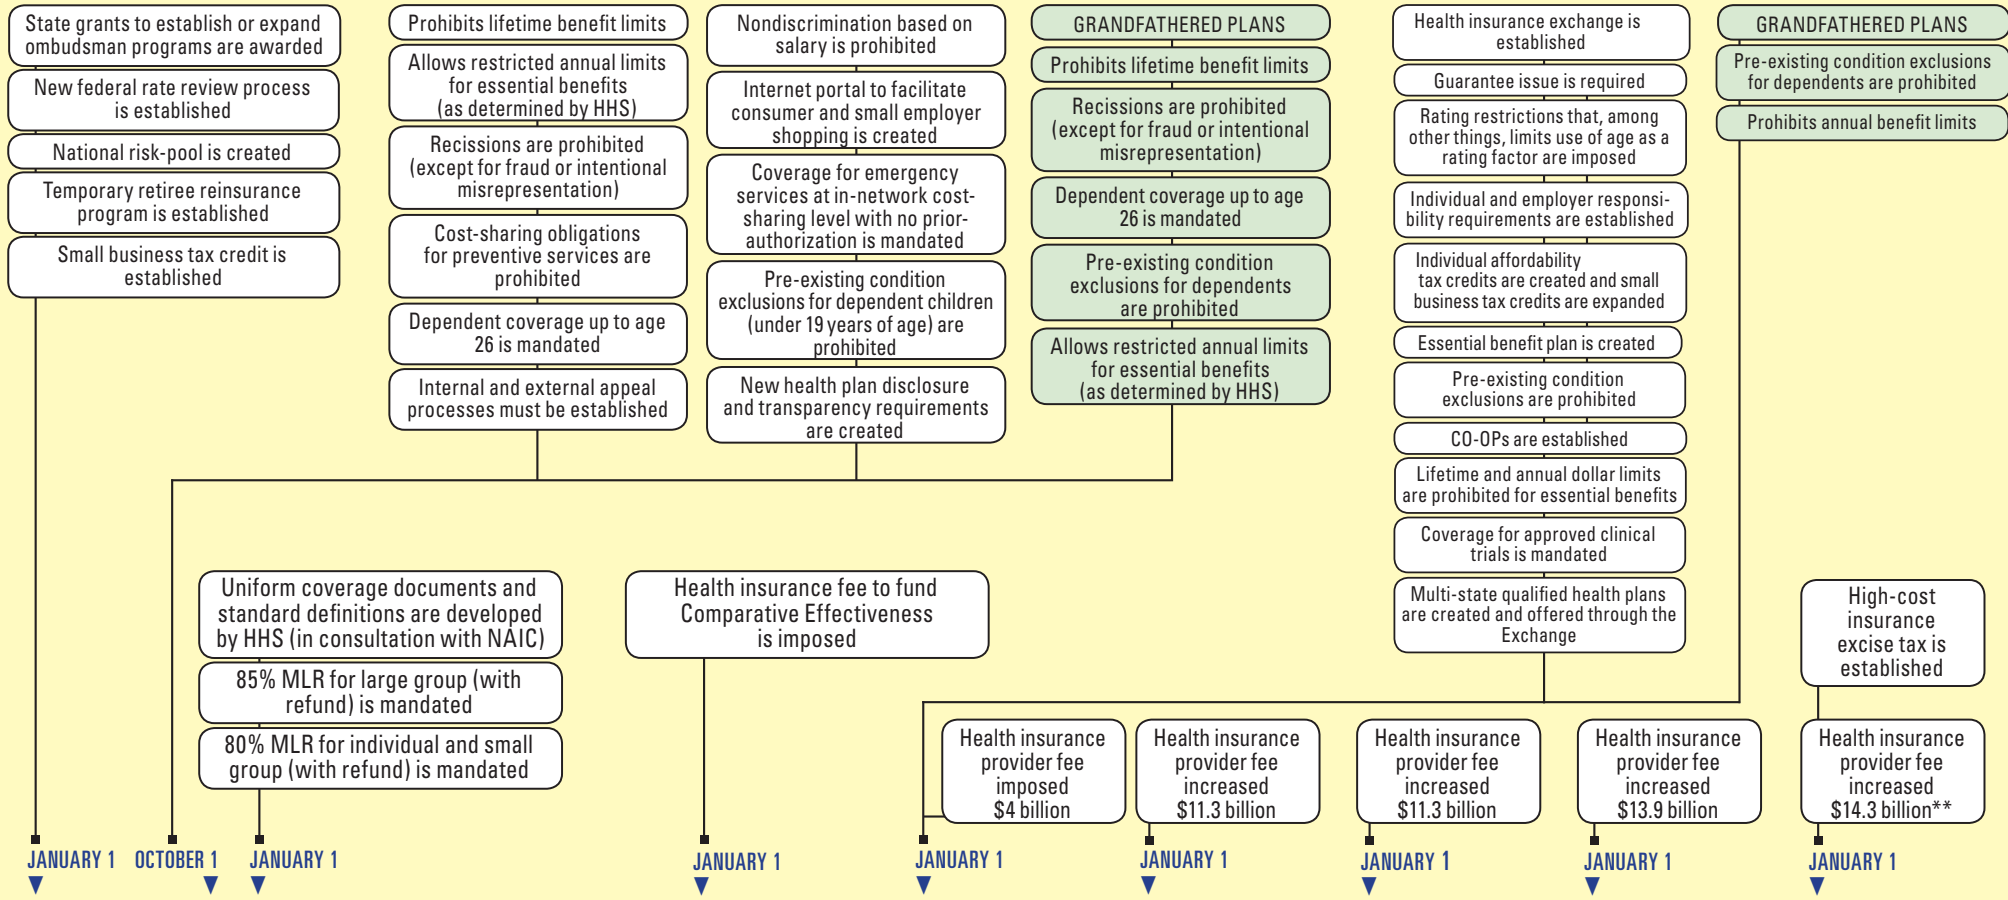 State grants to establish or expand
ombudsman programs are awarded
New federal rate review process
is established
National risk-pool is created
Temporary retiree reinsurance
program is established
Small business tax credit is
established
Prohibits lifetime benefit limits
Allows restricted annual limits
for essential benefits
(as determined by HHS)
Recissions are prohibited
(except for fraud or intentional
misrepresentation)
Cost-sharing obligations
for preventive services are
prohibited
Dependent coverage up to age
26 is mandated
Internal and external appeal
processes must be established
Nondiscrimination based on
salary is prohibited
Internet portal to facilitate
consumer and small employer
shopping is created
Coverage for emergency
services at in-network cost-
sharing level with no prior-
authorization is mandated
Pre-existing condition
exclusions for dependent children
(under 19 years of age) are
prohibited
New health plan disclosure
and transparency requirements
are created
GRANDFATHERED PLANS
Prohibits lifetime benefit limits
Recissions are prohibited
(except for fraud or intentional
misrepresentation)
Dependent coverage up to age
26 is mandated
Pre-existing condition
exclusions for dependents
are prohibited
Allows restricted annual limits
for essential benefits
(as determined by HHS)
Health insurance exchange is
established
Guarantee issue is required
Rating restrictions that, among
other things, limits use of age as a
rating factor are imposed
Individual and employer responsi-
bility requirements are established
Individual affordability
tax credits are created and small
business tax credits are expanded
Essential benefit plan is created
Pre-existing condition
exclusions are prohibited
CO-OPs are established
Lifetime and annual dollar limits
are prohibited for essential benefits
Coverage for approved clinical
trials is mandated
Multi-state qualified health plans
are created and offered through the
Exchange
GRANDFATHERED PLANS
Pre-existing condition exclusions
for dependents are prohibited
Prohibits annual benefit limits
Uniform coverage documents and
standard definitions are developed
by HHS (in consultation with NAIC)
85% MLR for large group (with
refund) is mandated
80% MLR for individual and small
group (with refund) is mandated
Health insurance fee to fund
Comparative Effectiveness
is imposed
High-cost
insurance
excise tax is
established
Health insurance
provider fee
imposed
$4 billion
Health insurance
provider fee
increased
$11.3 billion
Health insurance
provider fee
increased
$11.3 billion
Health insurance
provider fee
increased
$13.9 billion
Health insurance
provider fee
increased
$14.3 billion**
JANUARY 1
OCTOBER 1
JANUARY 1
JANUARY 1
JANUARY 1
JANUARY 1
JANUARY 1
JANUARY 1
JANUARY 1